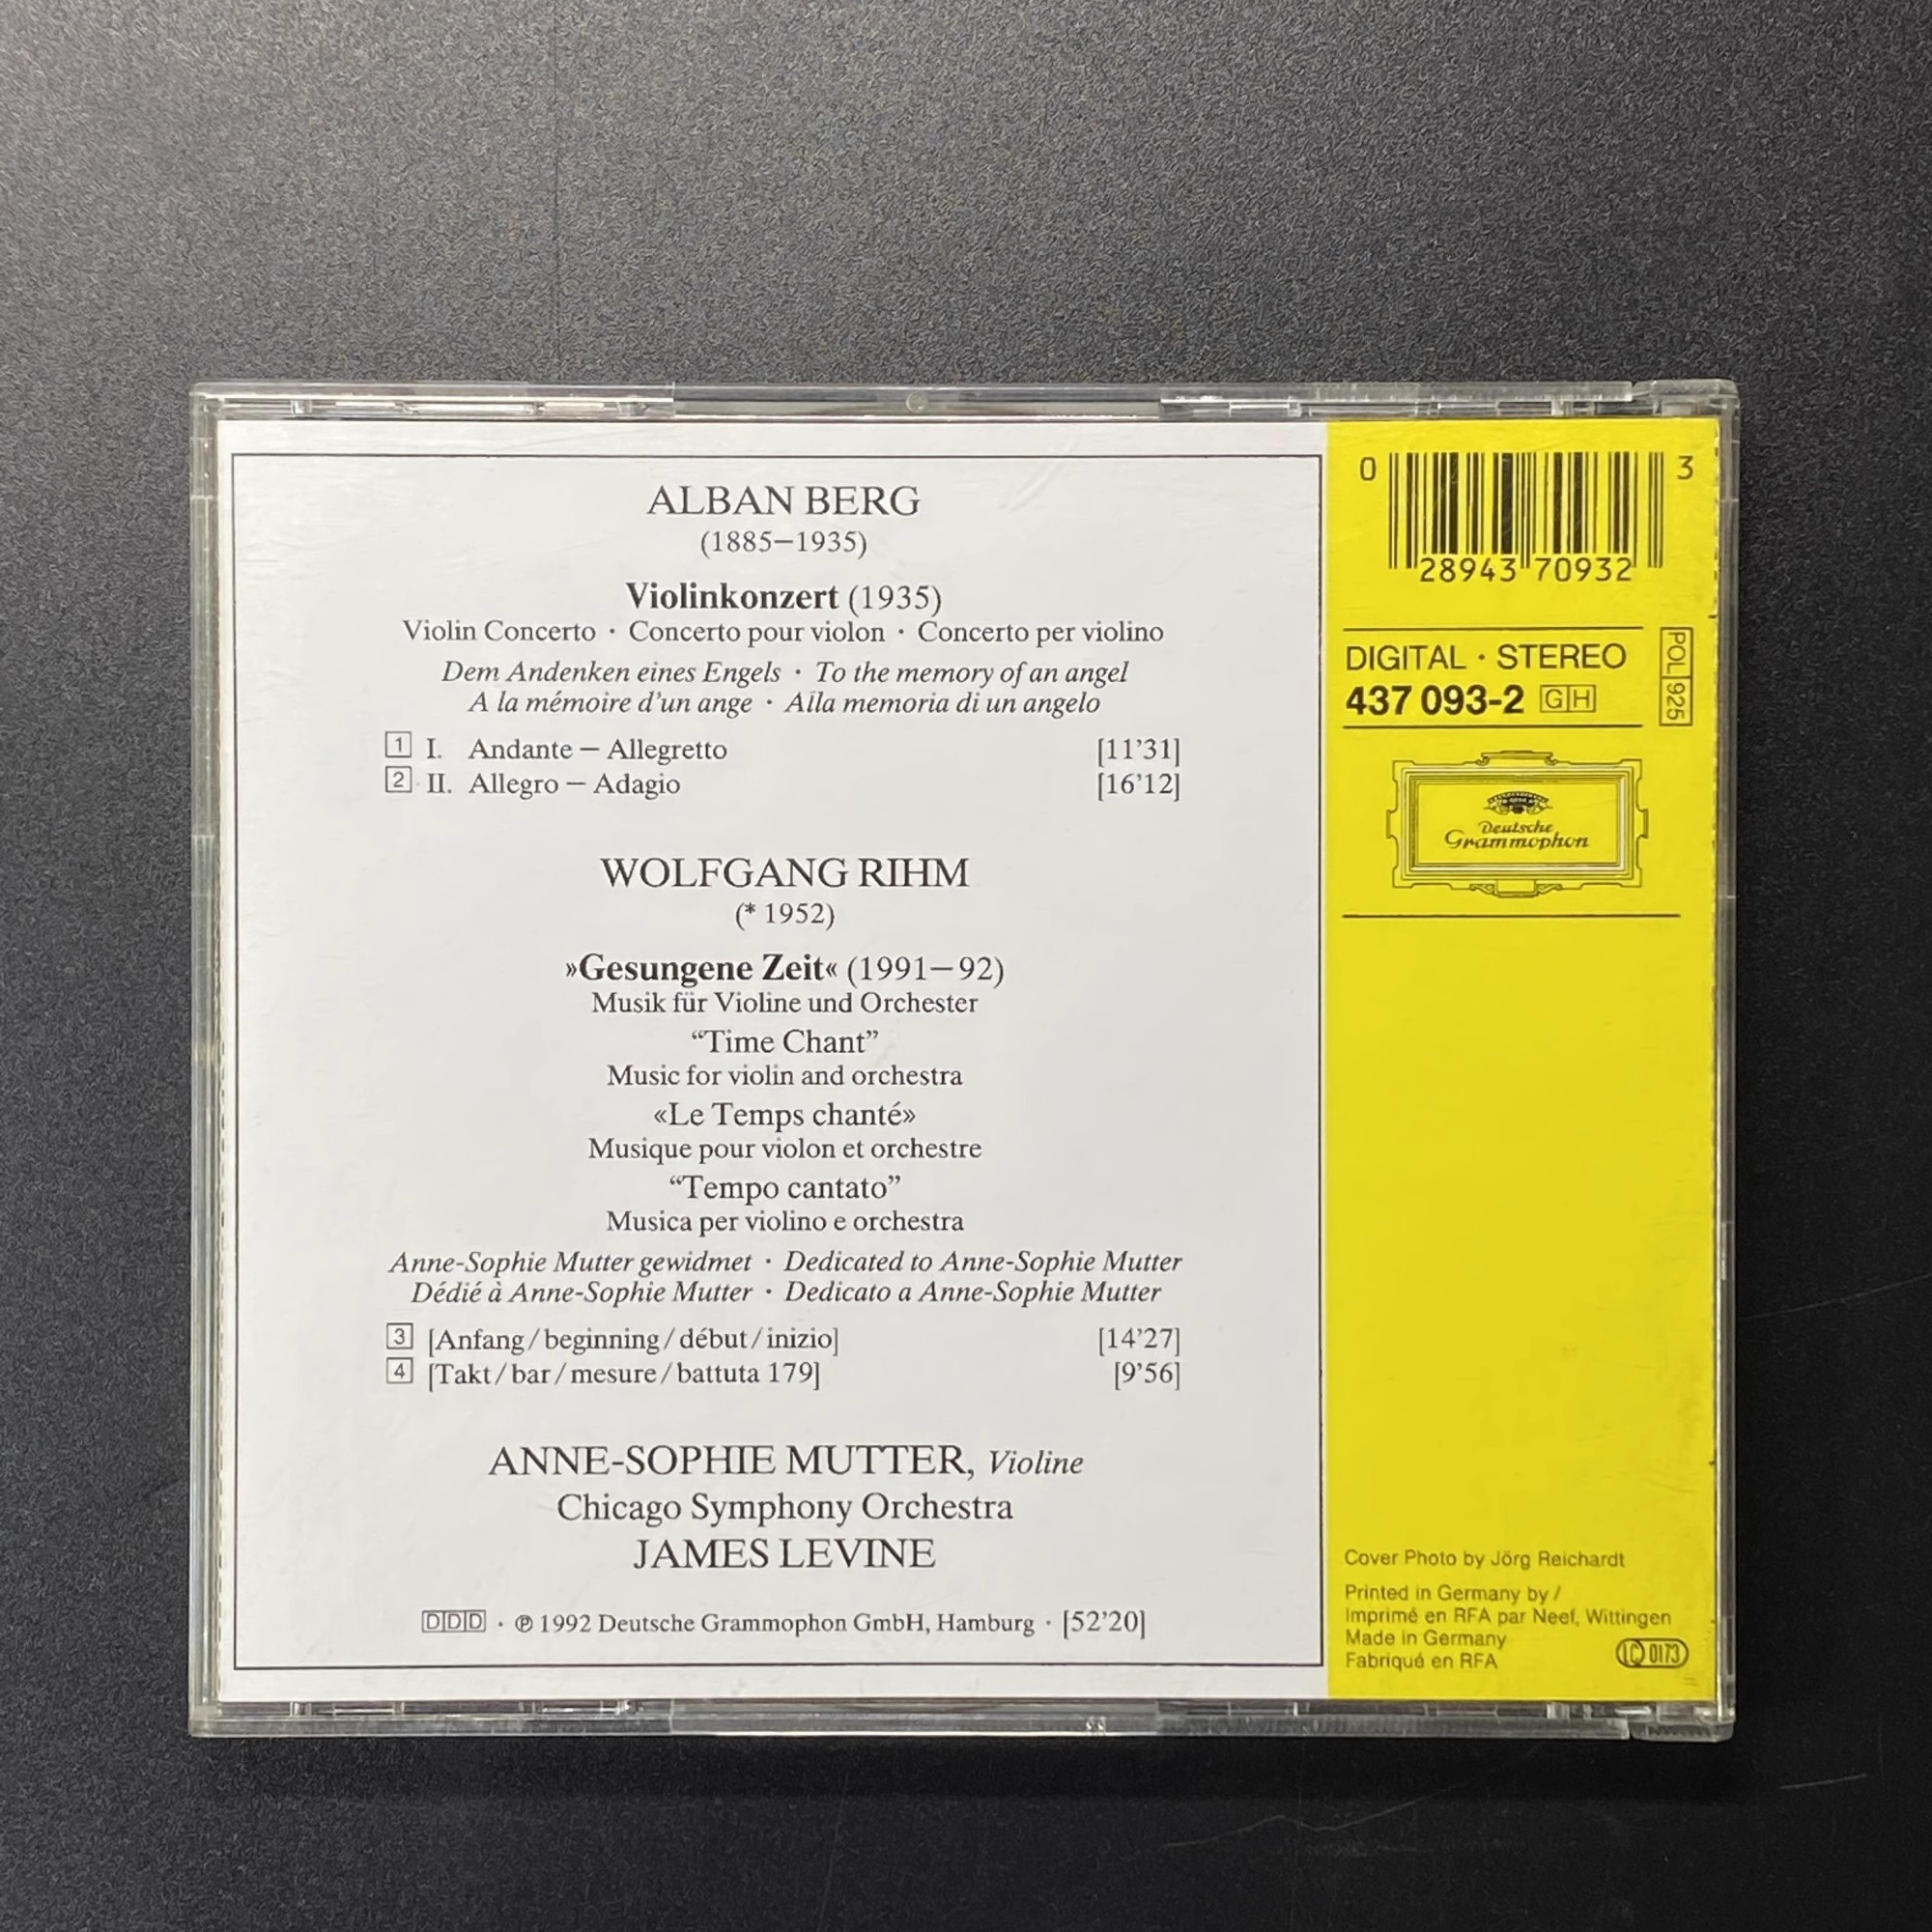 ALBAN BERG
(1885–1935)
Violinkonzert (1935)
Violin Concerto · Concerto pour violon · Concerto per violino
Dem Andenken eines Engels · To the memory of an angel
A la mémoire d'un ange · Alla memoria di un angelo
1 I. Andante – Allegretto [11'31]
2 II. Allegro – Adagio [16'12]
WOLFGANG RIHM
(* 1952)
»Gesungene Zeit« (1991–92)
Musik für Violine und Orchester
“Time Chant”
Music for violin and orchestra
«Le Temps chanté»
Musique pour violon et orchestre
“Tempo cantato”
Musica per violino e orchestra
Anne-Sophie Mutter gewidmet · Dedicated to Anne-Sophie Mutter
Dédié à Anne-Sophie Mutter · Dedicato a Anne-Sophie Mutter
3 [Anfang/beginning/début/inizio] [14'27]
4 [Takt/bar/mesure/battuta 179] [9'56]
ANNE-SOPHIE MUTTER, Violine
Chicago Symphony Orchestra
JAMES LEVINE
DDD · ℗ 1992 Deutsche Grammophon GmbH, Hamburg · [52'20]
0 28943 70932 3
DIGITAL · STEREO
437 093-2 GH
POL 925
Deutsche
Grammophon
Cover Photo by Jörg Reichardt
Printed in Germany by /
Imprimé en RFA par Neef, Wittingen
Made in Germany
Fabriqué en RFA
LC 0173